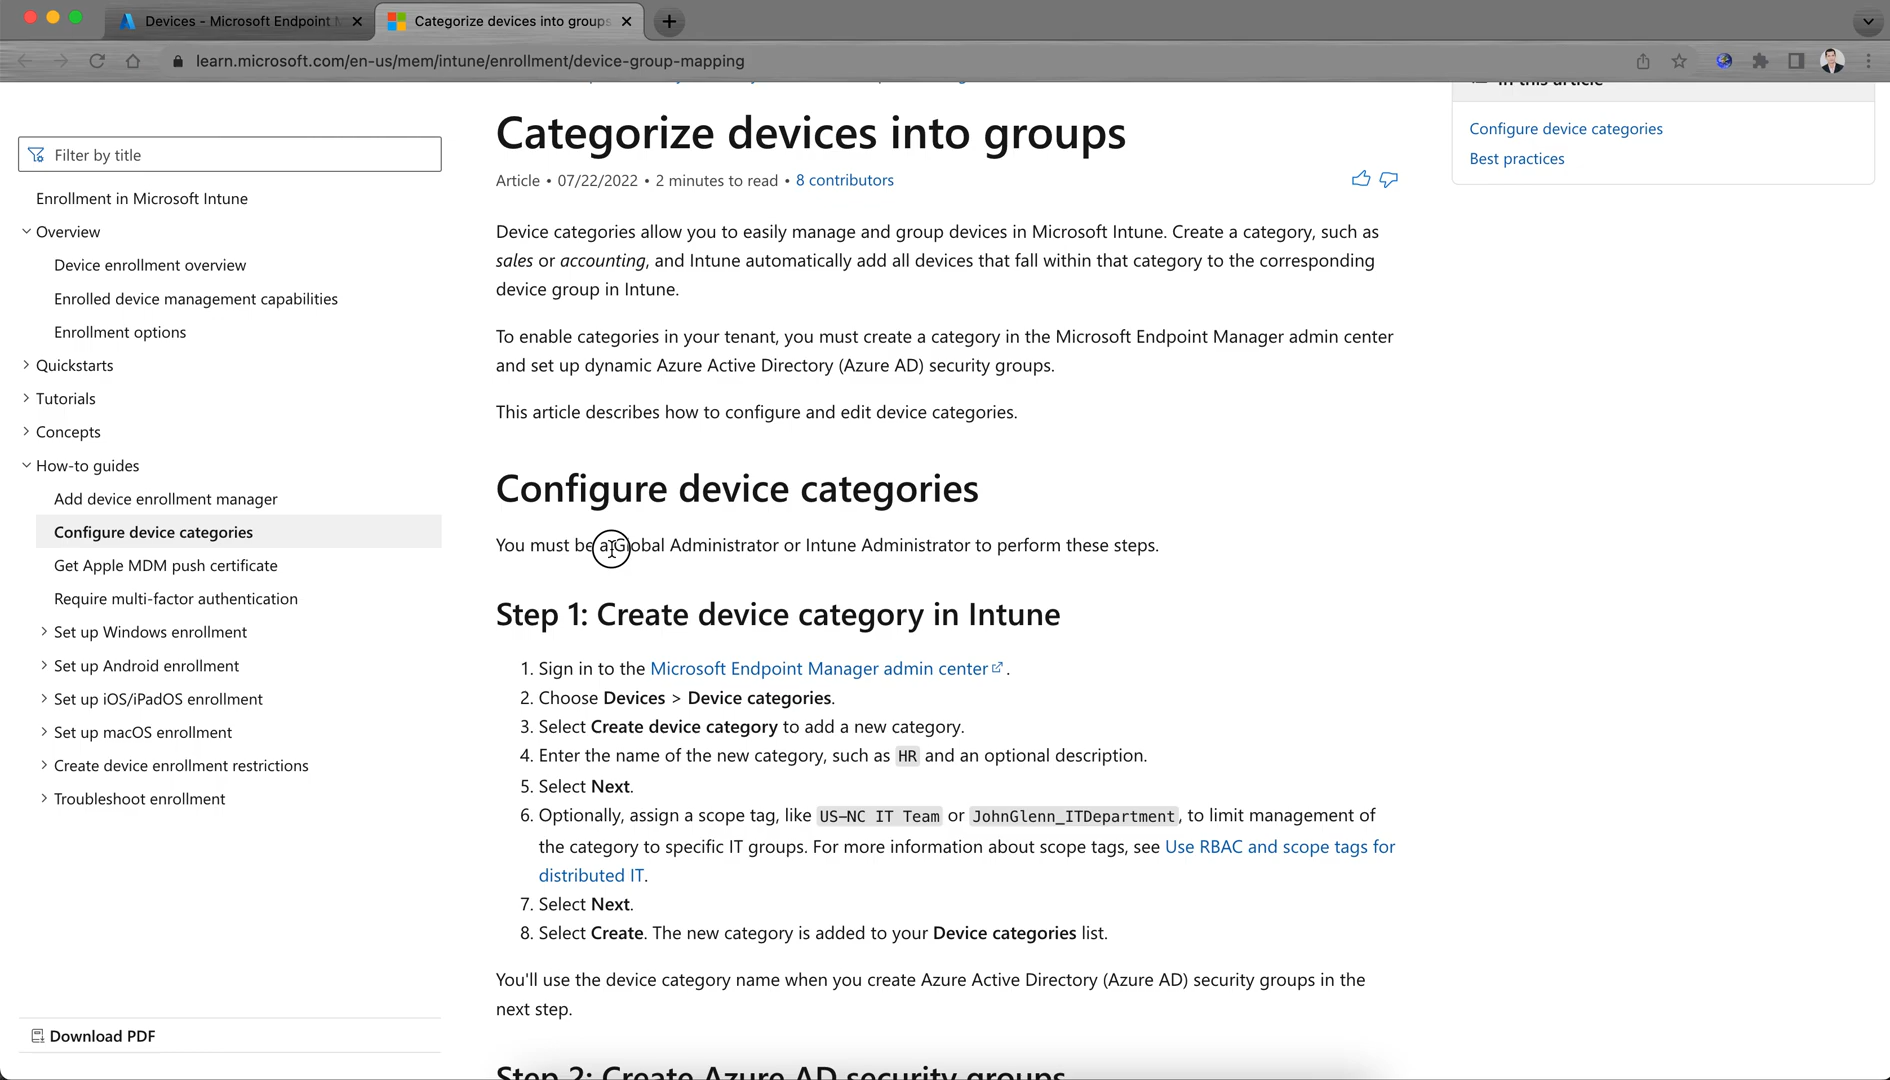 Devices - Microsoft Endpoint
Categorize devices into groups
learn.microsoft.com/en-us/mem/intune/enrollment/device-group-mapping
In this article
Configure device categories
Best practices
Filter by title
Enrollment in Microsoft Intune
Overview
Device enrollment overview
Enrolled device management capabilities
Enrollment options
Quickstarts
Tutorials
Concepts
How-to guides
Add device enrollment manager
Configure device categories
Get Apple MDM push certificate
Require multi-factor authentication
Set up Windows enrollment
Set up Android enrollment
Set up iOS/iPadOS enrollment
Set up macOS enrollment
Create device enrollment restrictions
Troubleshoot enrollment
Download PDF
Categorize devices into groups
Article • 07/22/2022 • 2 minutes to read • 8 contributors
Device categories allow you to easily manage and group devices in Microsoft Intune. Create a category, such as
sales or accounting, and Intune automatically add all devices that fall within that category to the corresponding
device group in Intune.
To enable categories in your tenant, you must create a category in the Microsoft Endpoint Manager admin center
and set up dynamic Azure Active Directory (Azure AD) security groups.
This article describes how to configure and edit device categories.
Configure device categories
You must be a Global Administrator or Intune Administrator to perform these steps.
Step 1: Create device category in Intune
1. Sign in to the Microsoft Endpoint Manager admin center.
2. Choose Devices > Device categories.
3. Select Create device category to add a new category.
4. Enter the name of the new category, such as HR and an optional description.
5. Select Next.
6. Optionally, assign a scope tag, like US-NC IT Team or JohnGlenn_ITDepartment, to limit management of
the category to specific IT groups. For more information about scope tags, see Use RBAC and scope tags for
distributed IT.
7. Select Next.
8. Select Create. The new category is added to your Device categories list.
You'll use the device category name when you create Azure Active Directory (Azure AD) security groups in the
next step.
Step 2: Create Azure AD security groups